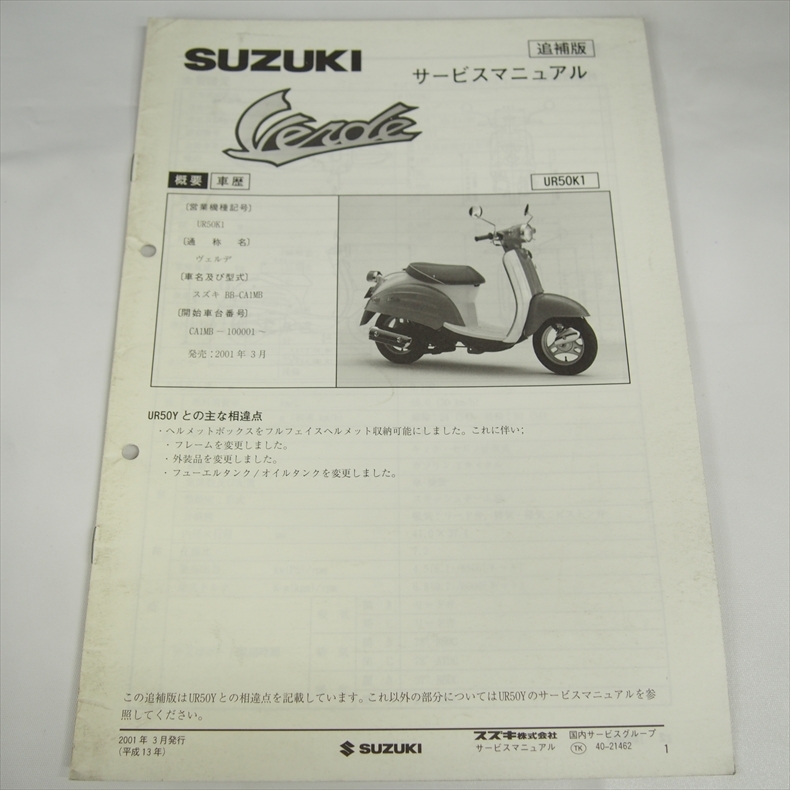 SUZUKI
追補版
サービスマニュアル
Verde
概要 車歴
UR50K1
[営業機種記号]
UR50K1
[通称名]
ヴェルデ
[車名及び型式]
スズキ BB-CA1MB
[開始車台番号]
CA1MB－100001～
発売：2001年 3月
UR50Yとの主な相違点
・ヘルメットボックスをフルフェイスヘルメット収納可能にしました。これに伴い；
・フレームを変更しました。
・外装品を変更しました。
・フューエルタンク/オイルタンクを変更しました。
この追補版はUR50Yとの相違点を記載しています。これ以外の部分についてはUR50Yのサービスマニュアルを参
照してください。
2001年 3月発行
(平成13年)
SUZUKI
スズキ株式会社 国内サービスグループ
サービスマニュアル TK 40-21462
1